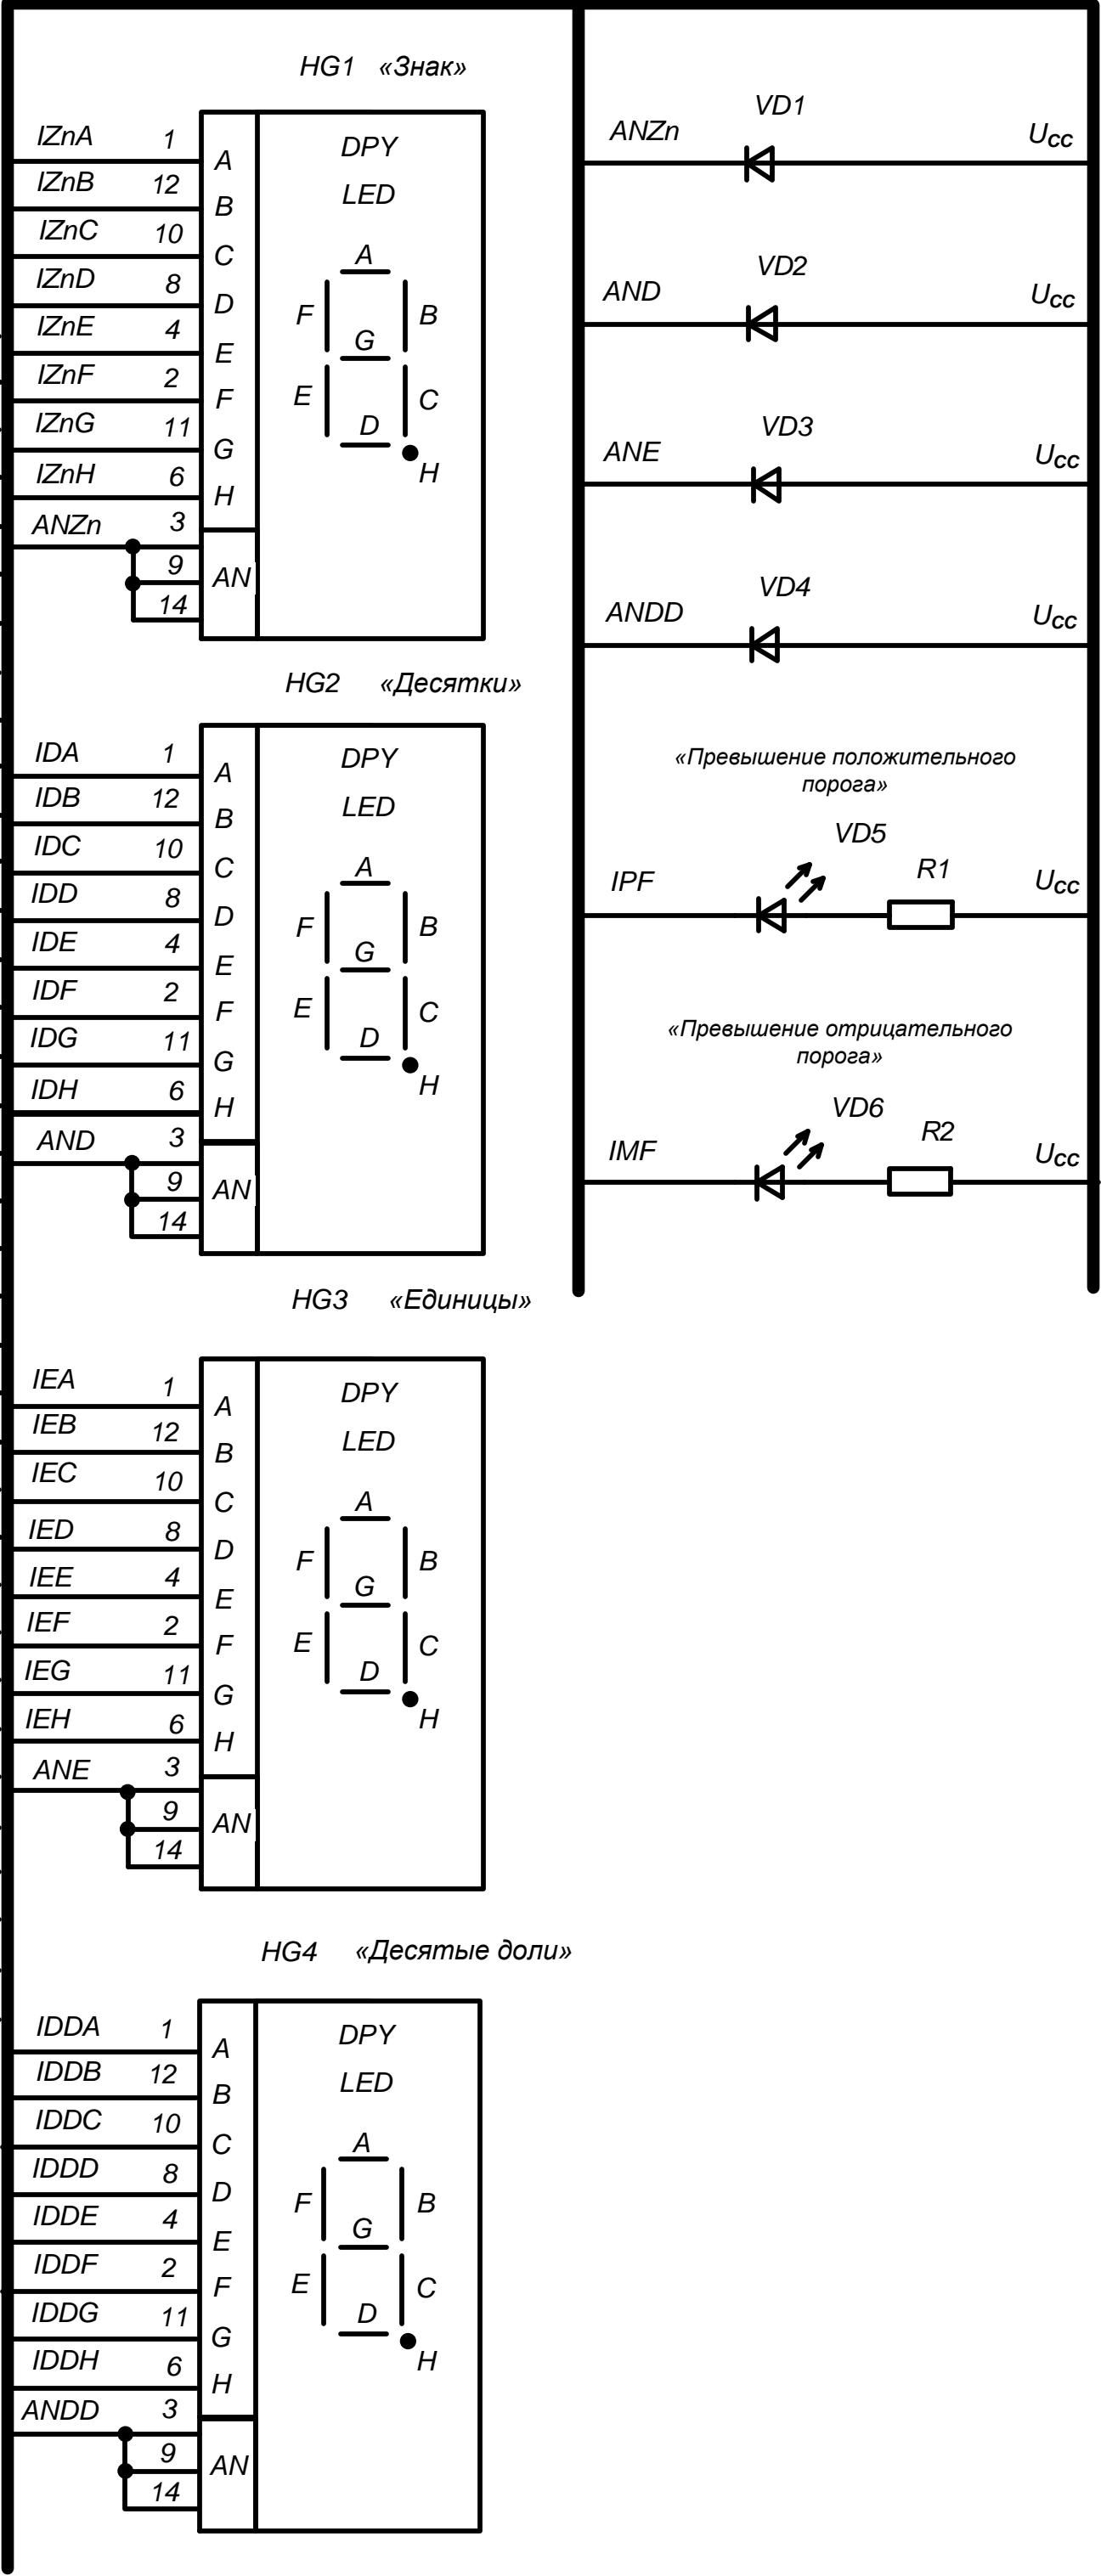 HG1 «Знак»
IZnA 1 A
IZnB 12 B
IZnC 10 C
IZnD 8 D
IZnE 4 E
IZnF 2 F
IZnG 11 G
IZnH 6 H
ANZn 3
9 AN
14
DPY
LED
A
F B
G
E C
D
H
HG2 «Десятки»
IDA 1 A
IDB 12 B
IDC 10 C
IDD 8 D
IDE 4 E
IDF 2 F
IDG 11 G
IDH 6 H
AND 3
9 AN
14
DPY
LED
A
F B
G
E C
D
H
HG3 «Единицы»
IEA 1 A
IEB 12 B
IEC 10 C
IED 8 D
IEE 4 E
IEF 2 F
IEG 11 G
IEH 6 H
ANE 3
9 AN
14
DPY
LED
A
F B
G
E C
D
H
HG4 «Десятые доли»
IDDA 1 A
IDDB 12 B
IDDC 10 C
IDDD 8 D
IDDE 4 E
IDDF 2 F
IDDG 11 G
IDDH 6 H
ANDD 3
9 AN
14
DPY
LED
A
F B
G
E C
D
H
VD1
ANZn Ucc
VD2
AND Ucc
VD3
ANE Ucc
VD4
ANDD Ucc
«Превышение положительного
порога»
VD5
IPF R1 Ucc
«Превышение отрицательного
порога»
VD6
IMF R2 Ucc